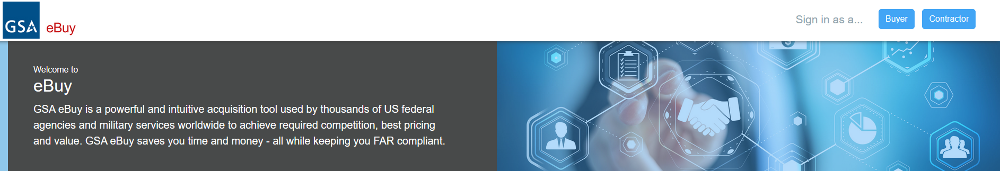 GSA eBuy
Sign in as a... Buyer Contractor
Welcome to
eBuy
GSA eBuy is a powerful and intuitive acquisition tool used by thousands of US federal
agencies and military services worldwide to achieve required competition, best pricing
and value. GSA eBuy saves you time and money - all while keeping you FAR compliant.